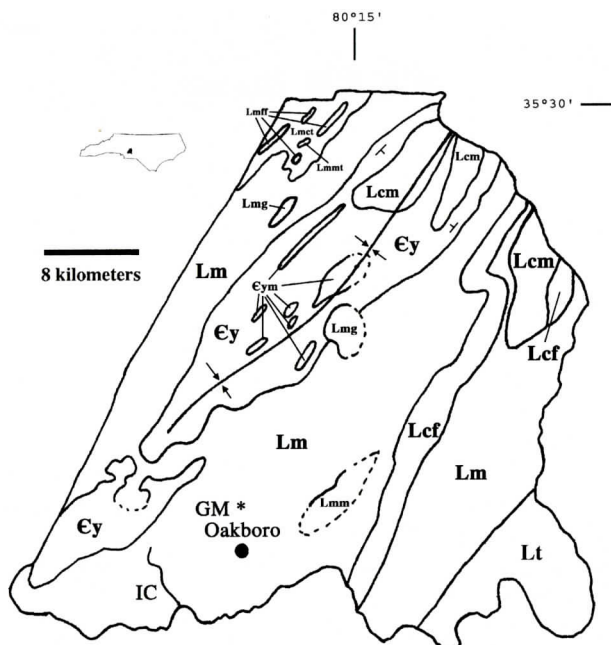 80°15'
35°30'
Lmff
Lmct
Lmmt
Lcm
Lcm
Lmg
8 kilometers
Lm
Єy
Lcm
Єym
Lcf
Єy
Lmg
Lm
Lcf
Lm
Lmm
GM *
Oakboro
Єy
Lt
IC